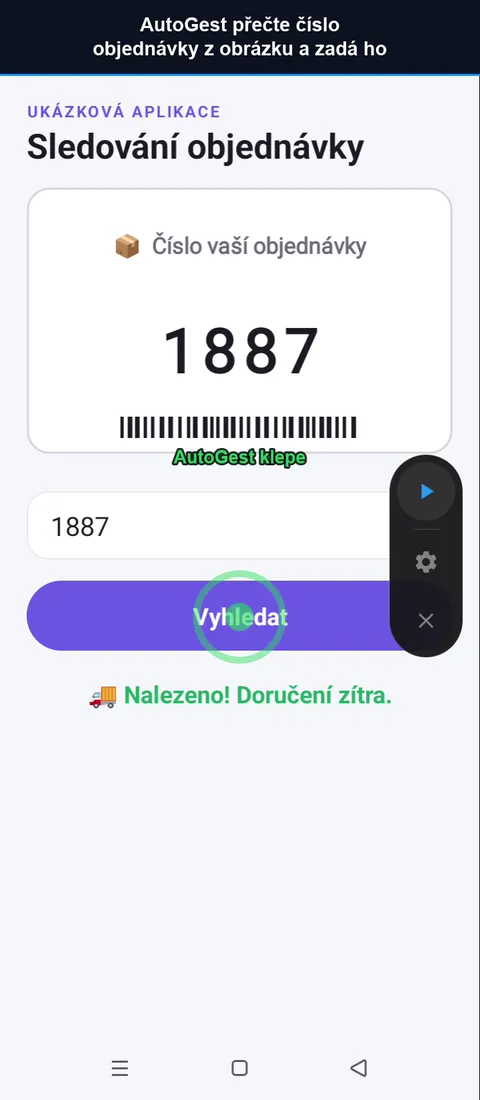 AutoGest přečte číslo
objednávky z obrázku a zadá ho
UKÁZKOVÁ APLIKACE
Sledování objednávky
Číslo vaší objednávky
1887
AutoGest klepe
1887
Vyhledat
Nalezeno! Doručení zítra.